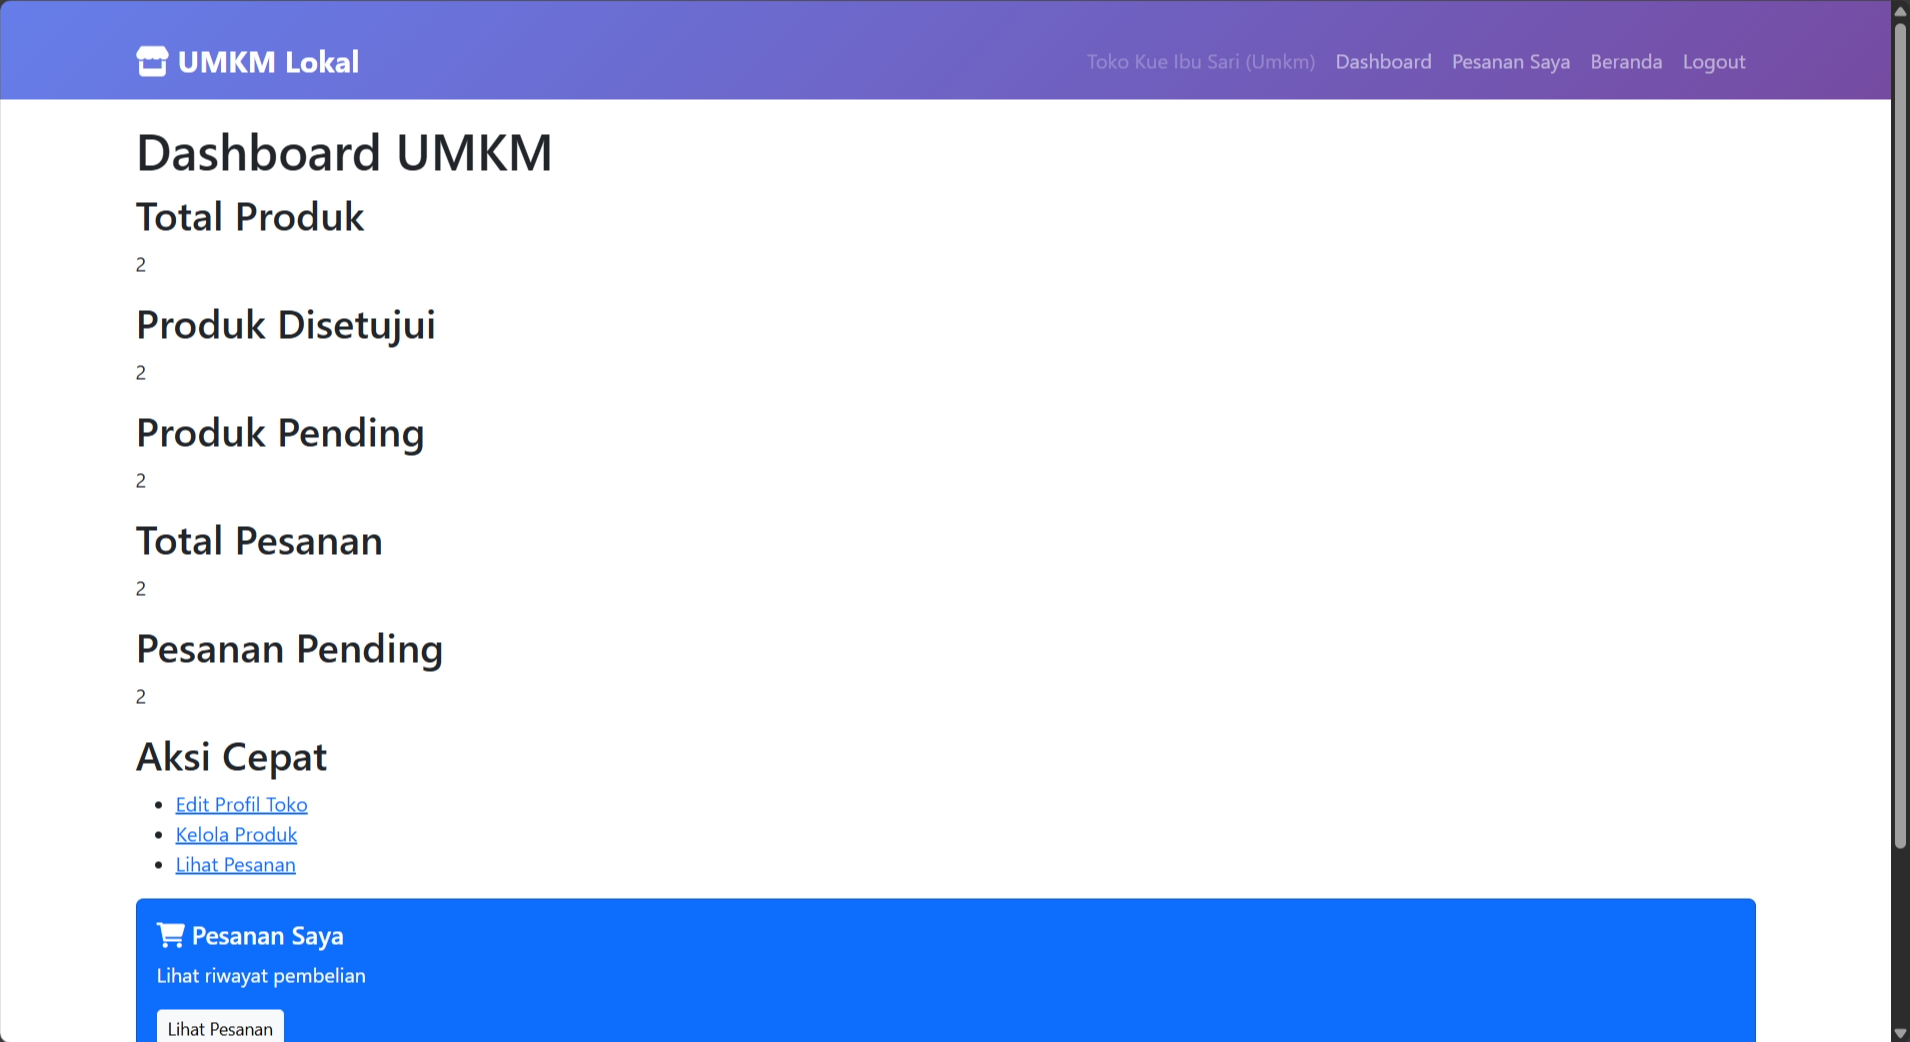 UMKM Lokal
Toko Kue Ibu Sari (Umkm) Dashboard Pesanan Saya Beranda Logout
Dashboard UMKM
Total Produk
2
Produk Disetujui
2
Produk Pending
2
Total Pesanan
2
Pesanan Pending
2
Aksi Cepat
Edit Profil Toko
Kelola Produk
Lihat Pesanan
Pesanan Saya
Lihat riwayat pembelian
Lihat Pesanan